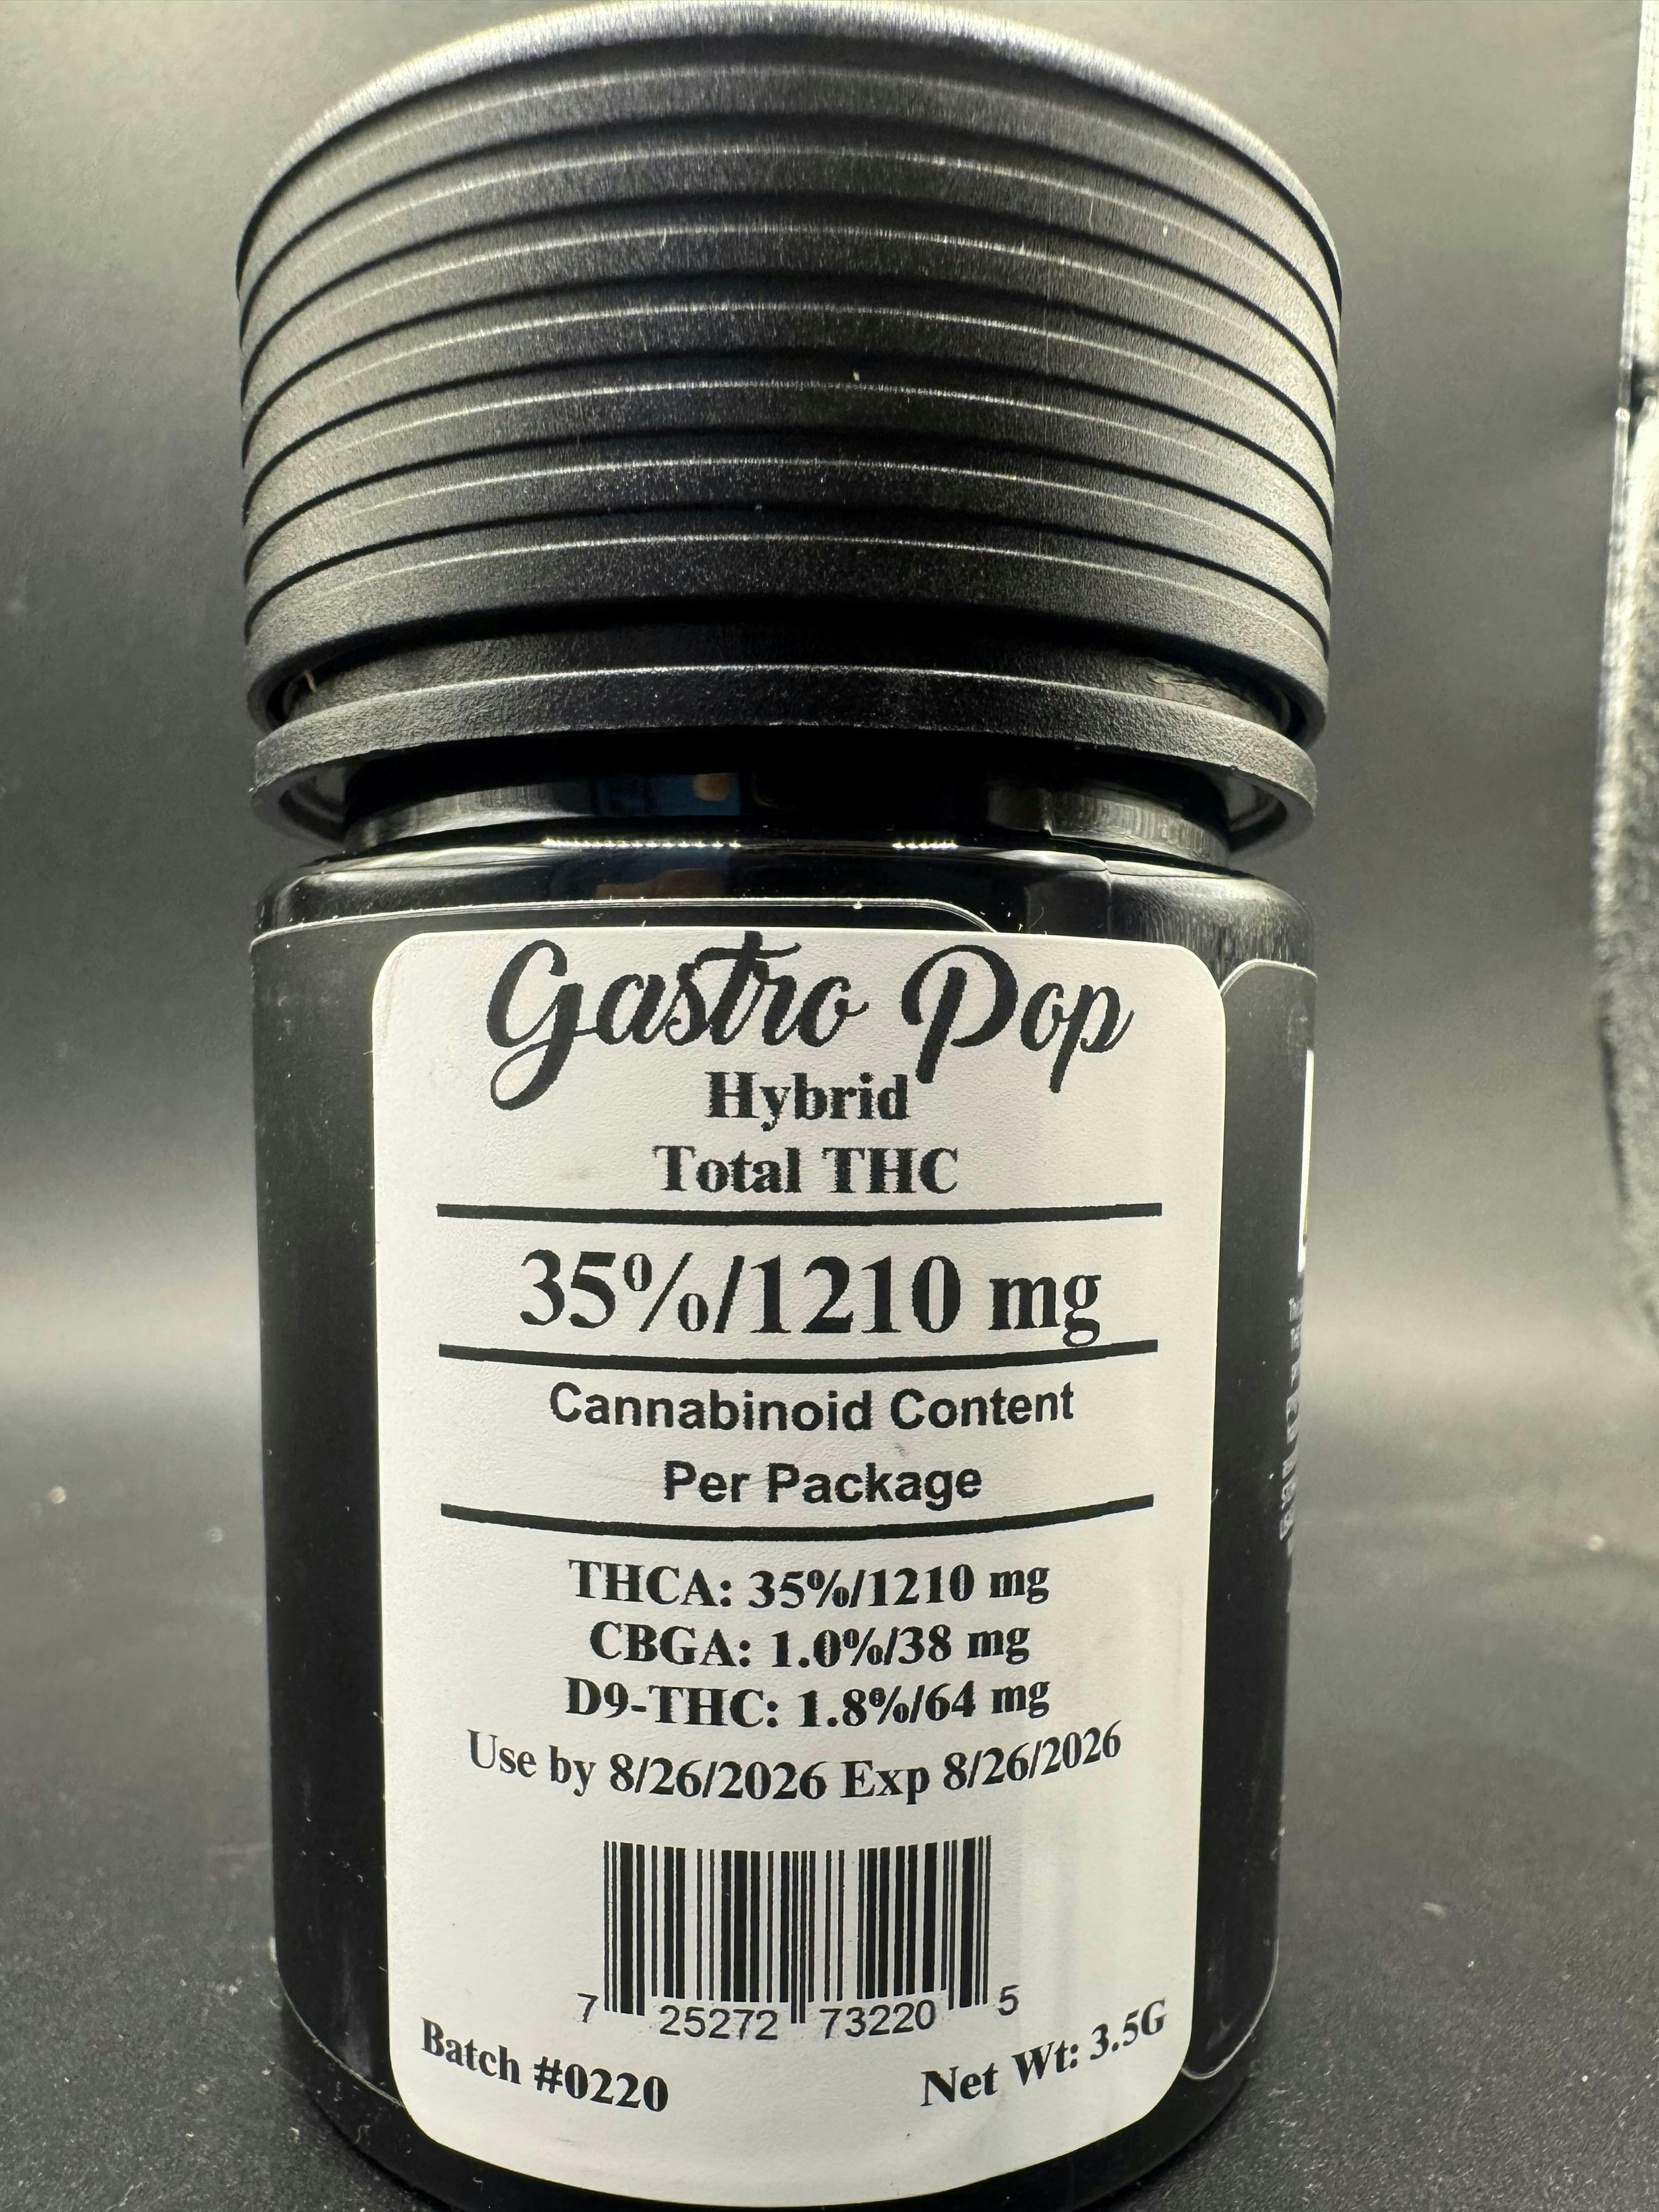 Gastro Pop
Hybrid
Total THC
35%/1210 mg
Cannabinoid Content
Per Package
THCA: 35%/1210 mg
CBGA: 1.0%/38 mg
D9-THC: 1.8%/64 mg
Use by 8/26/2026 Exp 8/26/2026
7 25272 73220 5
Batch #0220 Net Wt: 3.5G